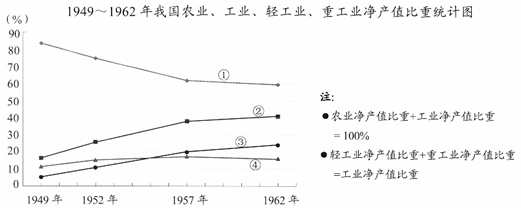 1949～1962年我国农业、工业、轻工业、重工业净产值比重统计图
(%)
90
80
70
60
50
40
30
20
10
0
①
②
③
④
1949年
1952年
1957年
1962年
注:
●农业净产值比重+工业净产值比重
=100%
●轻工业净产值比重+重工业净产值比重
=工业净产值比重